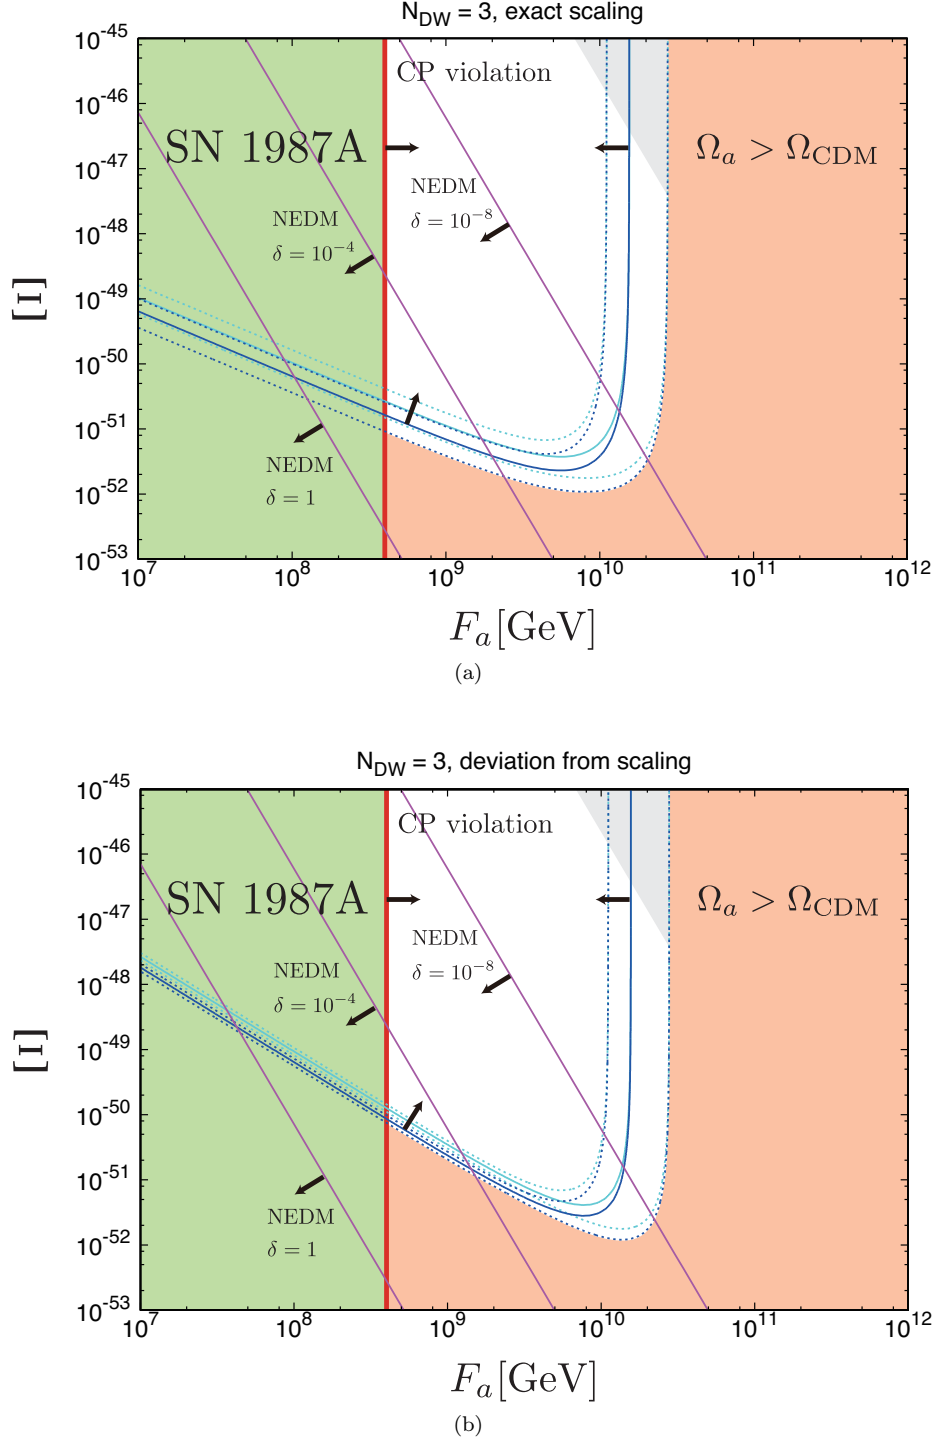 N_DW = 3, exact scaling
10^-45
10^-46
10^-47
10^-48
10^-49
10^-50
10^-51
10^-52
10^-53
CP violation
SN 1987A
Ω_a > Ω_CDM
NEDM
δ = 10^-8
NEDM
δ = 10^-4
NEDM
δ = 1
Ξ
10^7 10^8 10^9 10^10 10^11 10^12
F_a[GeV]
(a)
N_DW = 3, deviation from scaling
10^-45
10^-46
10^-47
10^-48
10^-49
10^-50
10^-51
10^-52
10^-53
CP violation
SN 1987A
Ω_a > Ω_CDM
NEDM
δ = 10^-8
NEDM
δ = 10^-4
NEDM
δ = 1
Ξ
10^7 10^8 10^9 10^10 10^11 10^12
F_a[GeV]
(b)